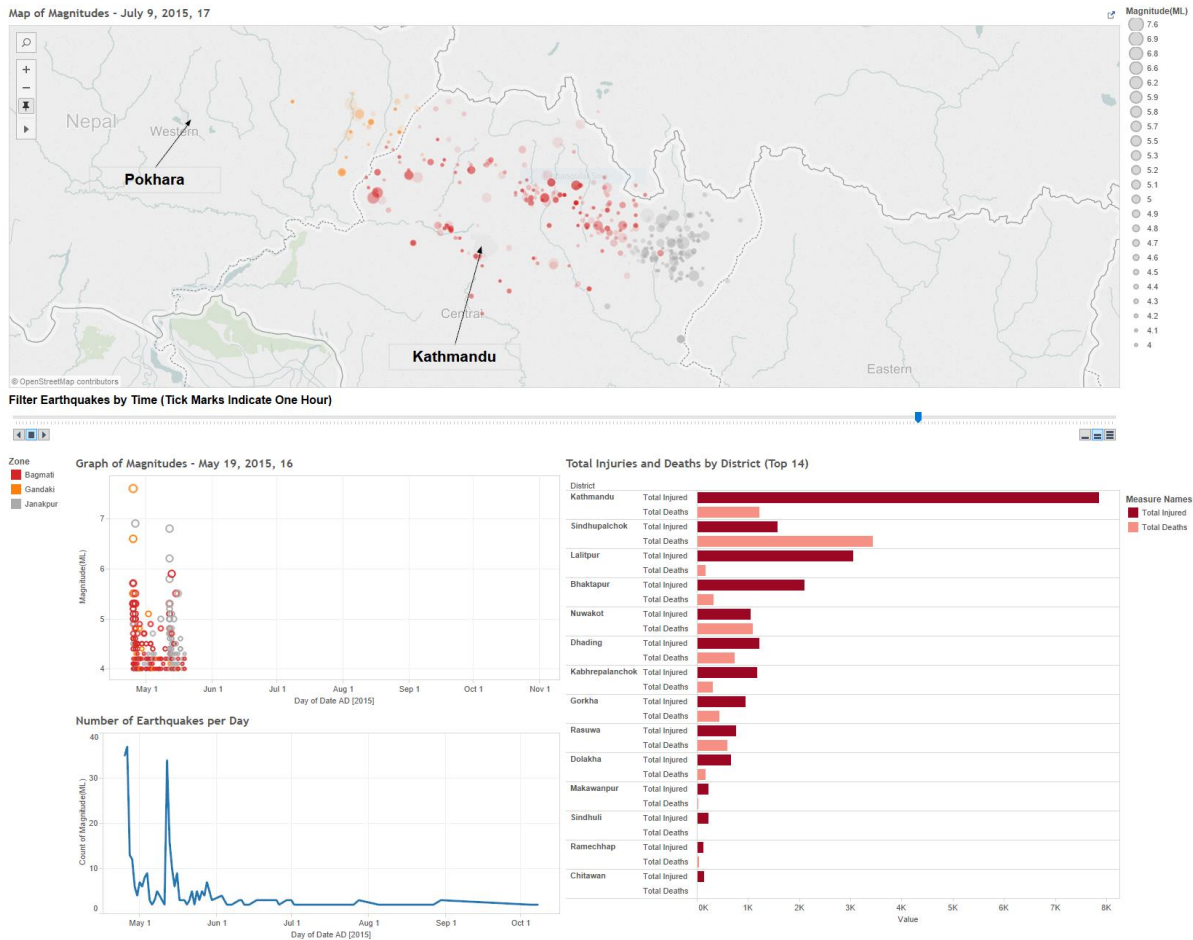 Map of Magnitudes - July 9, 2015, 17
Magnitude(ML)
7.6
6.9
6.8
6.6
6.2
5.9
5.8
5.7
5.5
5.3
5.2
5.1
5
4.9
4.8
4.7
4.6
4.5
4.4
4.3
4.2
4.1
4
Nepal
Western
Pokhara
Central
Kathmandu
Eastern
© OpenStreetMap contributors
Filter Earthquakes by Time (Tick Marks Indicate One Hour)
Zone
Bagmati
Gandaki
Janakpur
Graph of Magnitudes - May 19, 2015, 16
Magnitude(ML)
7
6
5
4
May 1 Jun 1 Jul 1 Aug 1 Sep 1 Oct 1 Nov 1
Day of Date AD [2015]
Number of Earthquakes per Day
Count of Magnitude(ML)
40
30
20
10
0
May 1 Jun 1 Jul 1 Aug 1 Sep 1 Oct 1
Day of Date AD [2015]
Total Injuries and Deaths by District (Top 14)
District
Kathmandu Total Injured
Total Deaths
Sindhupalchok Total Injured
Total Deaths
Lalitpur Total Injured
Total Deaths
Bhaktapur Total Injured
Total Deaths
Nuwakot Total Injured
Total Deaths
Dhading Total Injured
Total Deaths
Kabhrepalanchok Total Injured
Total Deaths
Gorkha Total Injured
Total Deaths
Rasuwa Total Injured
Total Deaths
Dolakha Total Injured
Total Deaths
Makawanpur Total Injured
Total Deaths
Sindhuli Total Injured
Total Deaths
Ramechhap Total Injured
Total Deaths
Chitawan Total Injured
Total Deaths
0K 1K 2K 3K 4K 5K 6K 7K 8K
Value
Measure Names
Total Injured
Total Deaths